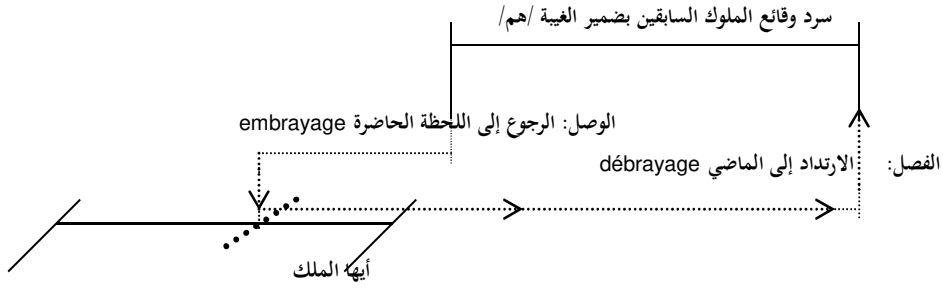 سرد وقائع الملوك السابقين بضمير الغيبة /هم/
الوصل: الرجوع إلى اللحظة الحاضرة embrayage
الفصل: الارتداد إلى الماضي débrayage
أيها الملك